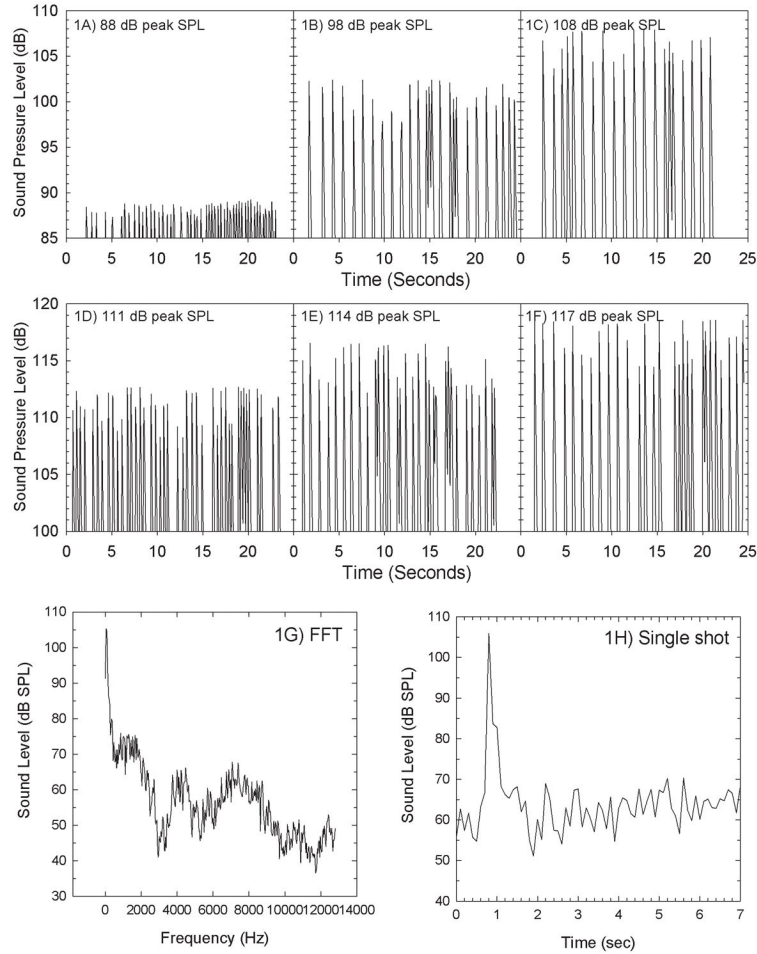 110
105
100
95
90
85
Sound Pressure Level (dB)
1A) 88 dB peak SPL
1B) 98 dB peak SPL
1C) 108 dB peak SPL
0 5 10 15 20 0 5 10 15 20 0 5 10 15 20 25
Time (Seconds)
120
115
110
105
100
Sound Pressure Level (dB)
1D) 111 dB peak SPL
1E) 114 dB peak SPL
1F) 117 dB peak SPL
0 5 10 15 20 0 5 10 15 20 0 5 10 15 20 25
Time (Seconds)
110
100
90
80
70
60
50
40
30
Sound Level (dB SPL)
1G) FFT
0 2000 4000 6000 8000 10000 12000 14000
Frequency (Hz)
110
100
90
80
70
60
50
40
Sound Level (dB SPL)
1H) Single shot
0 1 2 3 4 5 6 7
Time (sec)